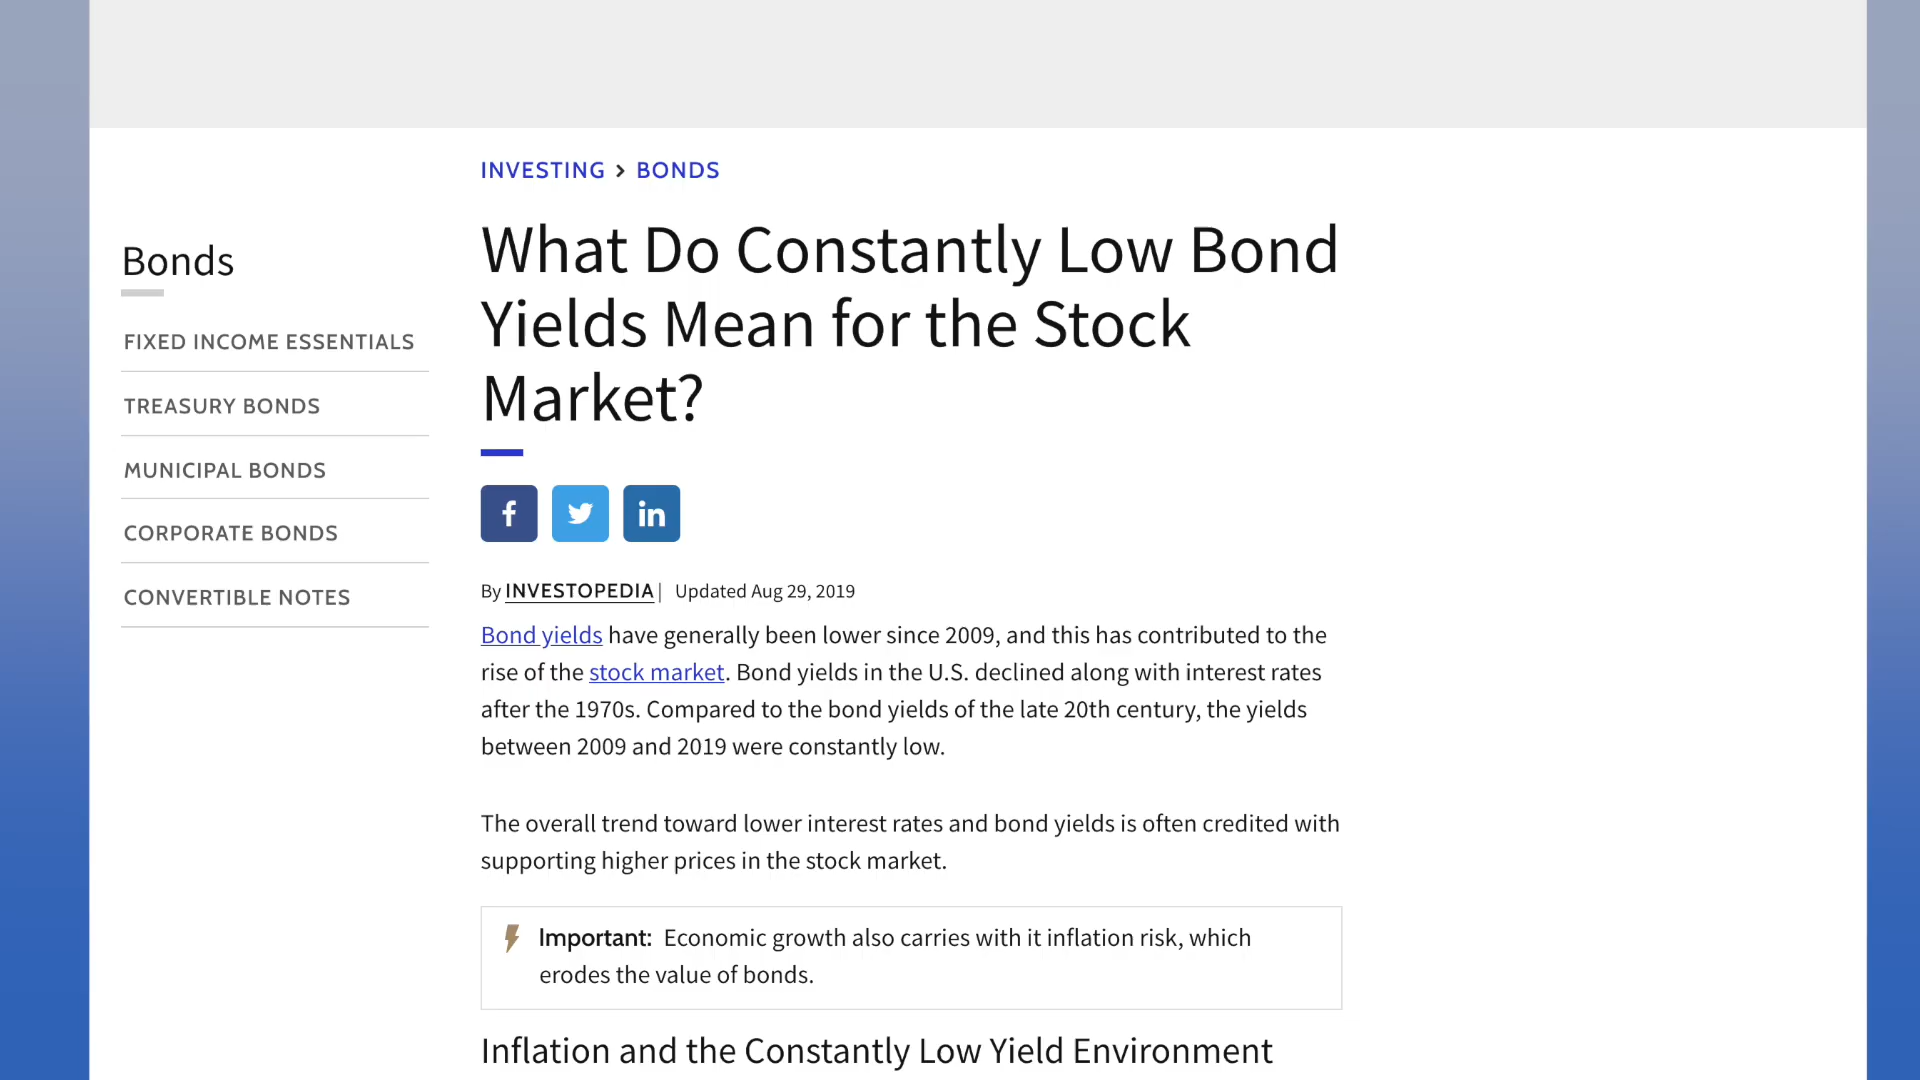 INVESTING > BONDS
Bonds
FIXED INCOME ESSENTIALS
TREASURY BONDS
MUNICIPAL BONDS
CORPORATE BONDS
CONVERTIBLE NOTES
What Do Constantly Low Bond
Yields Mean for the Stock
Market?
By INVESTOPEDIA | Updated Aug 29, 2019
Bond yields have generally been lower since 2009, and this has contributed to the
rise of the stock market. Bond yields in the U.S. declined along with interest rates
after the 1970s. Compared to the bond yields of the late 20th century, the yields
between 2009 and 2019 were constantly low.
The overall trend toward lower interest rates and bond yields is often credited with
supporting higher prices in the stock market.
Important: Economic growth also carries with it inflation risk, which
erodes the value of bonds.
Inflation and the Constantly Low Yield Environment